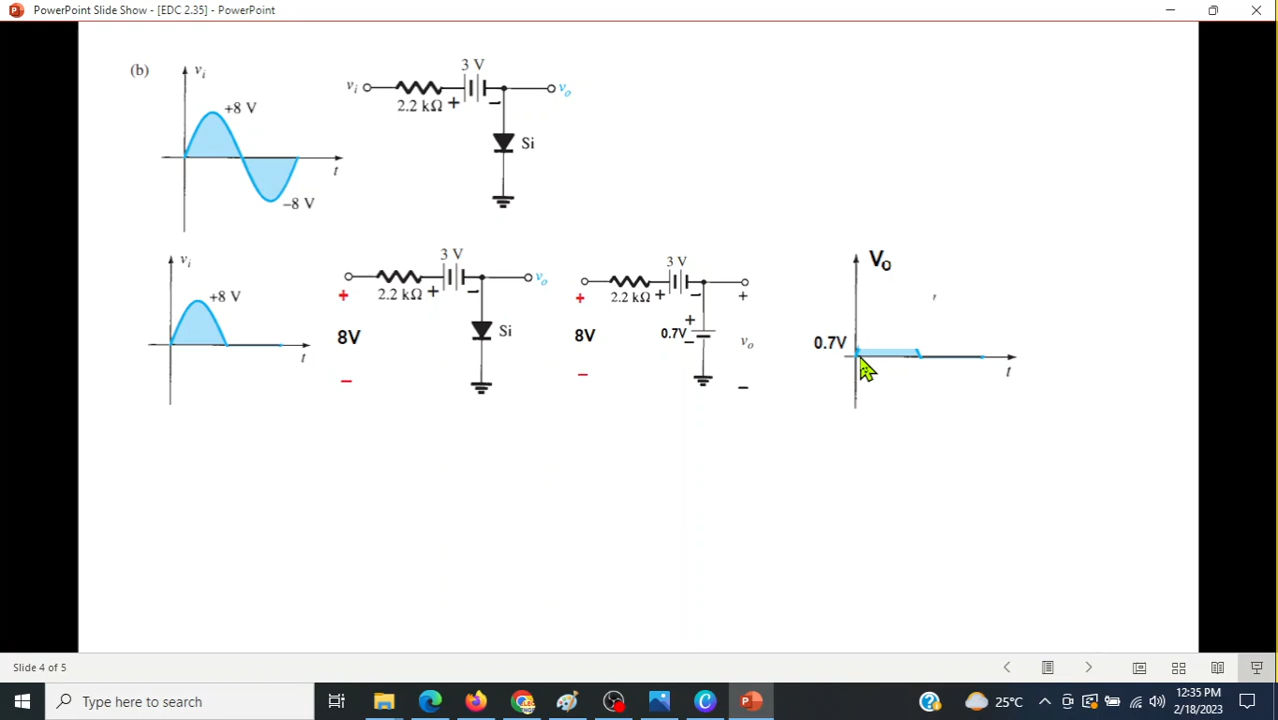 PowerPoint Slide Show - [EDC 2.35] - PowerPoint
(b)
vi
+8 V
-8 V
t
vi
2.2 kΩ
+
3 V
-
vo
Si
vi
+8 V
t
3 V
2.2 kΩ
+
-
vo
+
8V
-
Si
3 V
2.2 kΩ
+
-
+
+
8V
-
+
0.7V
-
vo
-
Vo
0.7V
t
Slide 4 of 5
Type here to search
25°C
12:35 PM
2/18/2023